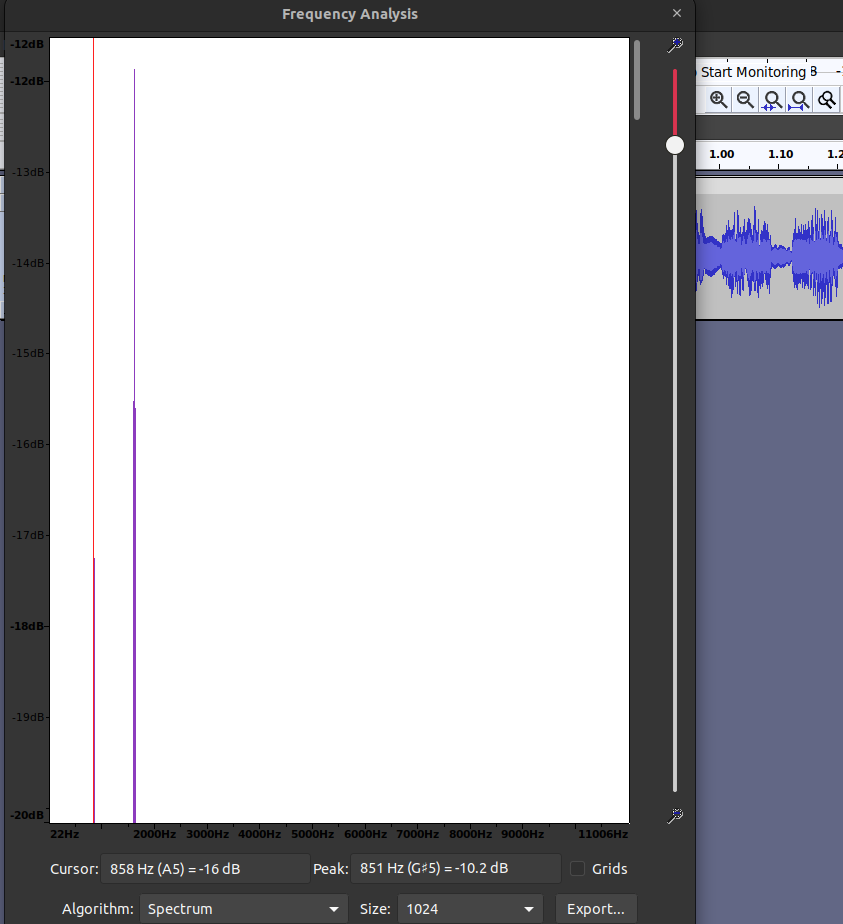 Frequency Analysis
×
-12dB
-12dB
-13dB
-14dB
-15dB
-16dB
-17dB
-18dB
-19dB
-20dB
22Hz 2000Hz 3000Hz 4000Hz 5000Hz 6000Hz 7000Hz 8000Hz 9000Hz 11006Hz
Start Monitoring
1.00 1.10
Cursor: 858 Hz (A5) = -16 dB Peak: 851 Hz (G♯5) = -10.2 dB Grids
Algorithm: Spectrum Size: 1024 Export...